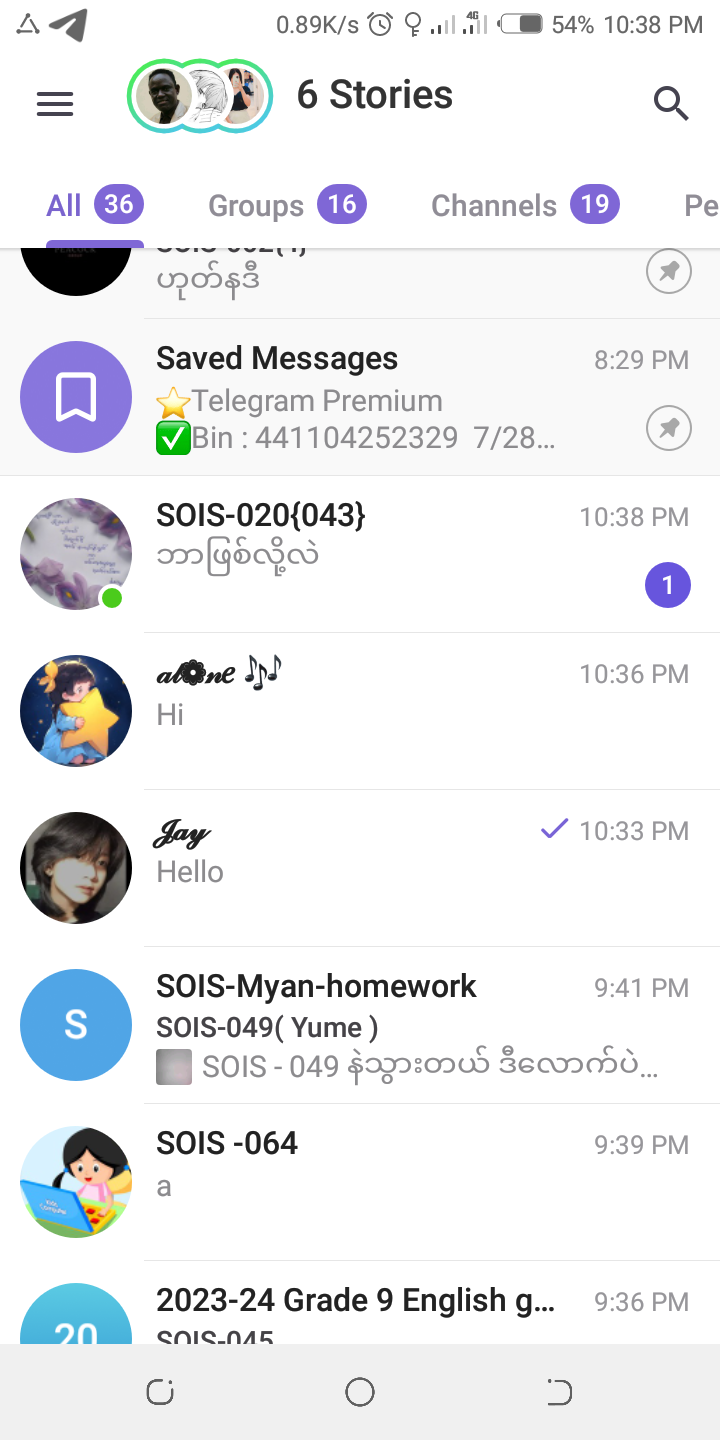 0.89K/s 4G 54% 10:38 PM
6 Stories
All 36 Groups 16 Channels 19 Pe
ဟုတ်နဒီ
Saved Messages 8:29 PM
⭐Telegram Premium
✅Bin : 441104252329 7/28…
SOIS-020{043} 10:38 PM
ဘာဖြစ်လို့လဲ
1
𝓪𝓵❁𝓷𝓮 🎶 10:36 PM
Hi
𝓙𝓪𝔂 10:33 PM
Hello
S
SOIS-Myan-homework 9:41 PM
SOIS-049( Yume )
SOIS - 049 နဲသွားတယ် ဒီလောက်ပဲ…
SOIS -064 9:39 PM
a
20
2023-24 Grade 9 English g… 9:36 PM
SOIS-045